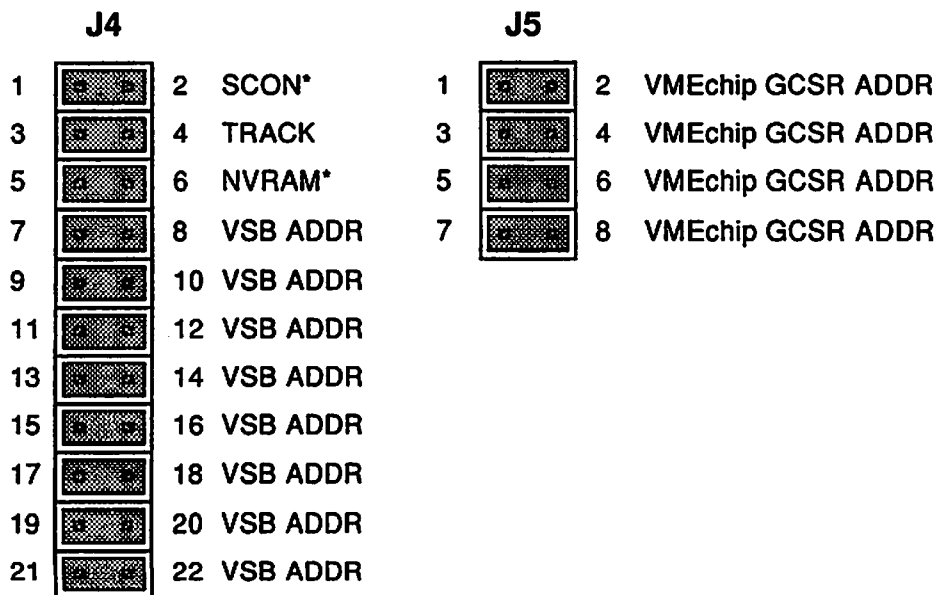 J4
1 2 SCON*
3 4 TRACK
5 6 NVRAM*
7 8 VSB ADDR
9 10 VSB ADDR
11 12 VSB ADDR
13 14 VSB ADDR
15 16 VSB ADDR
17 18 VSB ADDR
19 20 VSB ADDR
21 22 VSB ADDR
J5
1 2 VMEchip GCSR ADDR
3 4 VMEchip GCSR ADDR
5 6 VMEchip GCSR ADDR
7 8 VMEchip GCSR ADDR